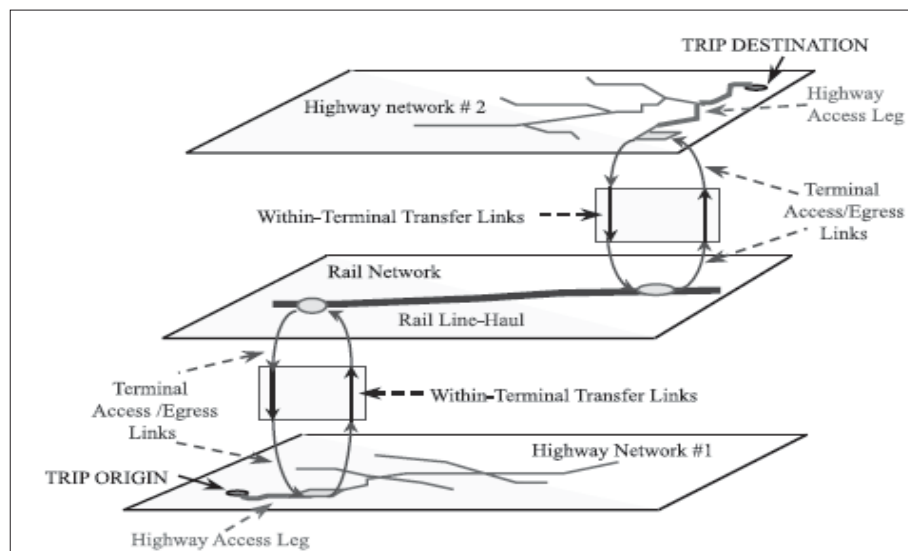 TRIP DESTINATION
Highway network # 2
Highway
Access Leg
Within-Terminal Transfer Links
Terminal
Access/Egress
Links
Rail Network
Rail Line-Haul
Terminal
Access /Egress
Links
Within-Terminal Transfer Links
Highway Network #1
TRIP ORIGIN
Highway Access Leg